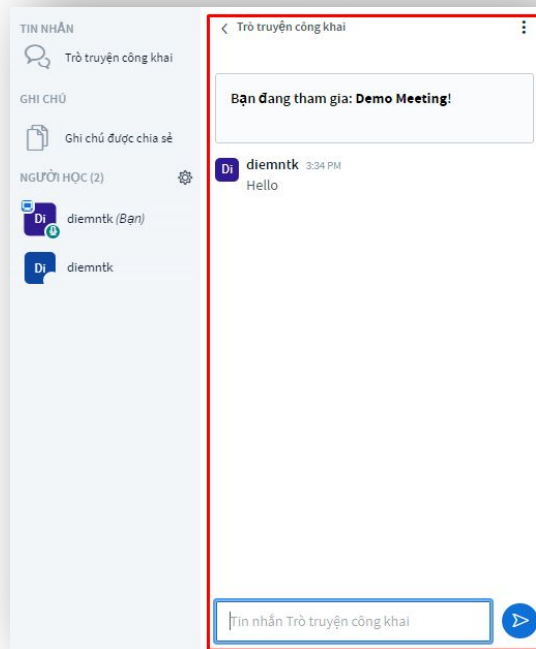 TIN NHẮN
Trò truyện công khai
GHI CHÚ
Ghi chú được chia sẻ
NGƯỜI HỌC (2)
Di
diemntk (Bạn)
Di
diemntk
Trò truyện công khai
Bạn đang tham gia: Demo Meeting!
Di
diemntk 3:34 PM
Hello
Tin nhắn Trò truyện công khai